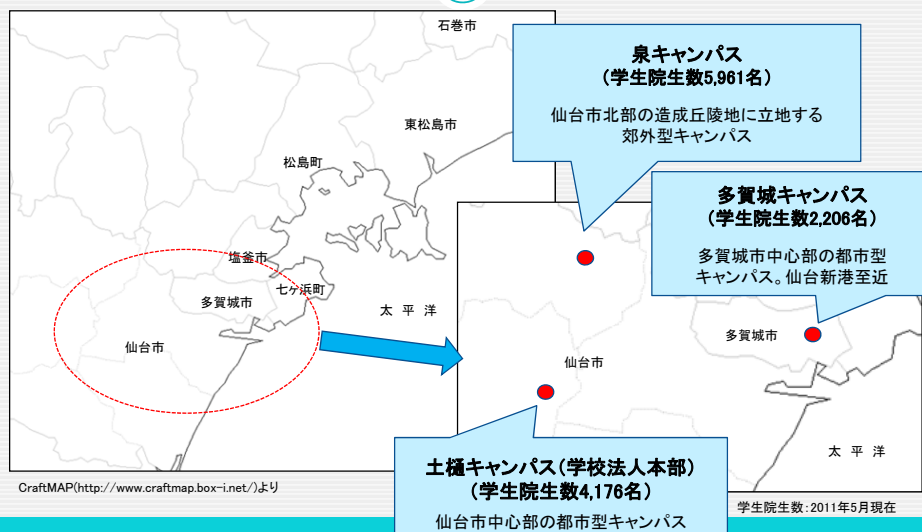 石巻市
東松島市
松島町
塩釜市
七ヶ浜町
多賀城市
太 平 洋
仙台市
泉キャンパス
(学生院生数5,961名)
仙台市北部の造成丘陵地に立地する
郊外型キャンパス
多賀城キャンパス
(学生院生数2,206名)
多賀城市中心部の都市型
キャンパス。仙台新港至近
多賀城市
仙台市
太 平 洋
土樋キャンパス(学校法人本部)
(学生院生数4,176名)
仙台市中心部の都市型キャンパス
CraftMAP(http://www.craftmap.box-i.net/)より
学生院生数:2011年5月現在